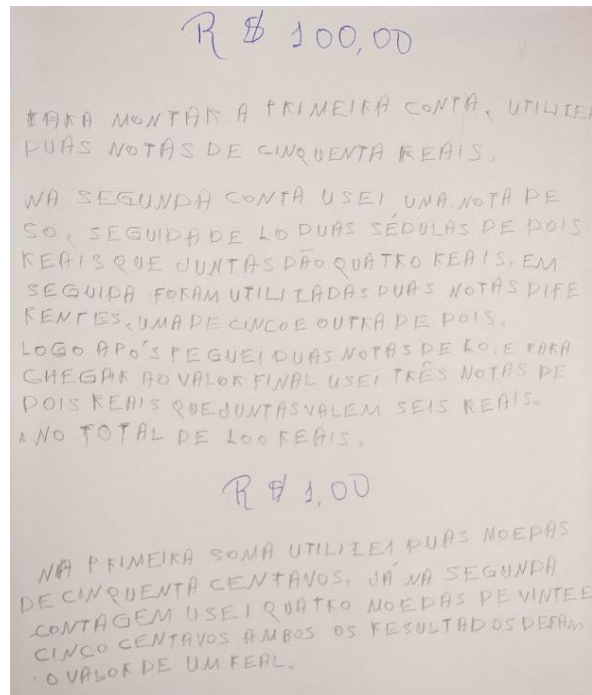 R$ 100,00
PARA MONTAR A PRIMEIRA CONTA, UTILIZEI
DUAS NOTAS DE CINQUENTA REAIS.
NA SEGUNDA CONTA USEI UMA NOTA DE
50, SEGUIDA DE 10 DUAS SÉDULAS DE DOIS
REAIS QUE JUNTAS DÃO QUATRO REAIS, EM
SEGUIDA FORAM UTILIZADAS DUAS NOTAS DIFE
RENTES, UMA DE CINCO E OUTRA DE DOIS.
LOGO APÓS PEGUEI DUAS NOTAS DE 10. E PARA
CHEGAR AO VALOR FINAL USEI TRÊS NOTAS DE
DOIS REAIS QUE JUNTAS VALEM SEIS REAIS.
NO TOTAL DE 100 REAIS.
R$ 1,00
NA PRIMEIRA SOMA UTILIZEI DUAS MOEDAS
DE CINQUENTA CENTAVOS. JÁ NA SEGUNDA
CONTAGEM USEI QUATRO MOEDAS DE VINTE E
CINCO CENTAVOS AMBOS OS RESULTADOS DERAM
O VALOR DE UM REAL.